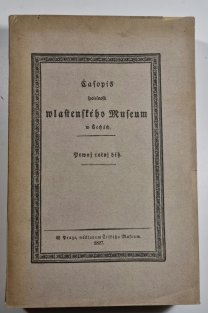 Časopis
společnosti
wlastenského Museum
w Čechách.
Prwnj ročnj běh.
W Praze, nákladem Českého Museum.
1827.